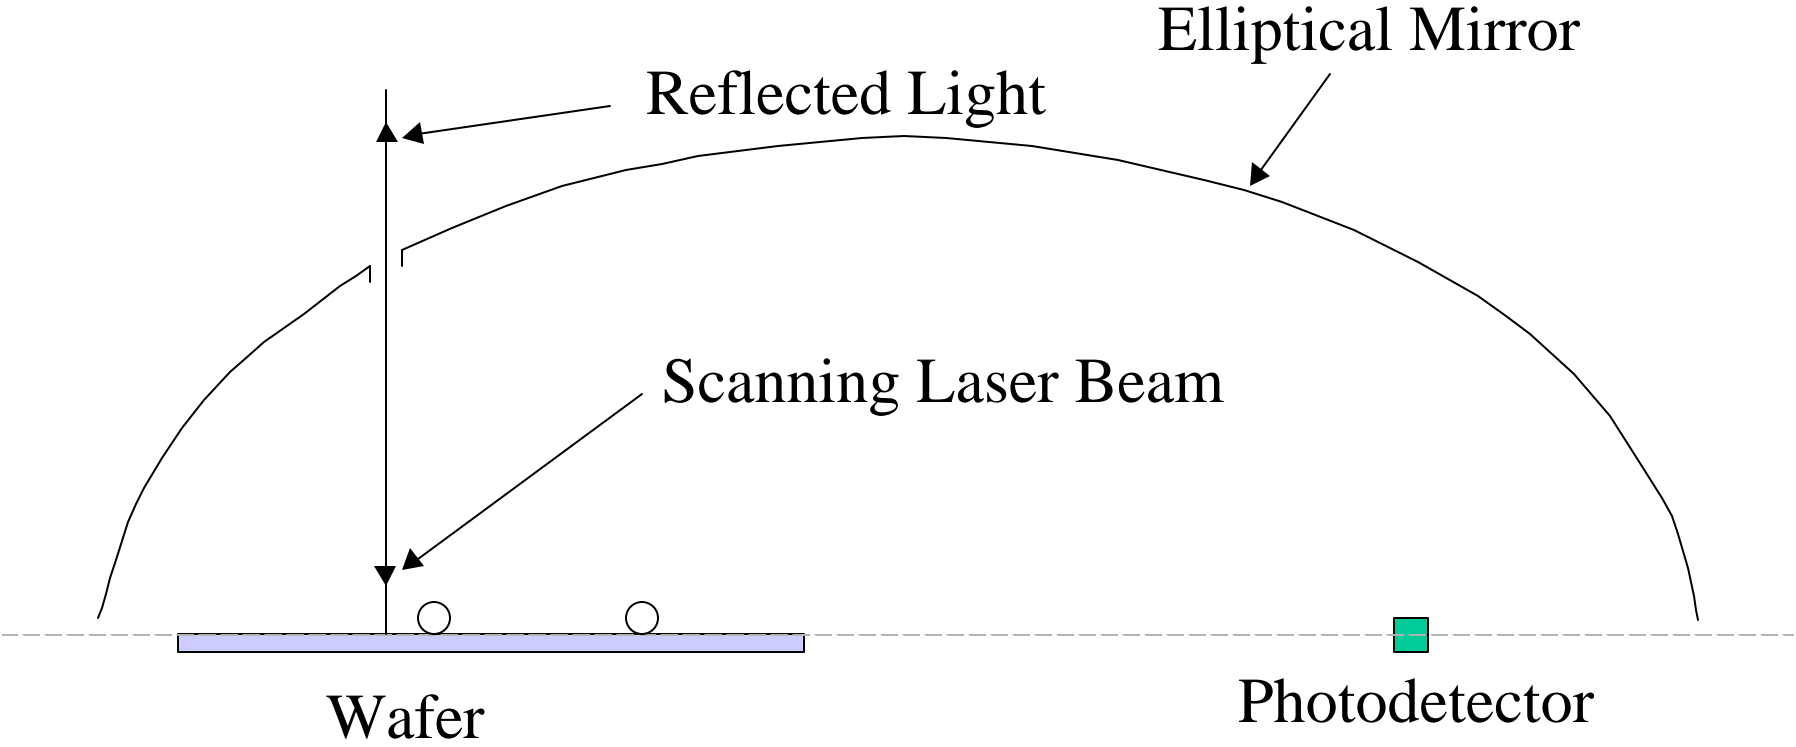 Elliptical Mirror
Reflected Light
Scanning Laser Beam
Wafer
Photodetector